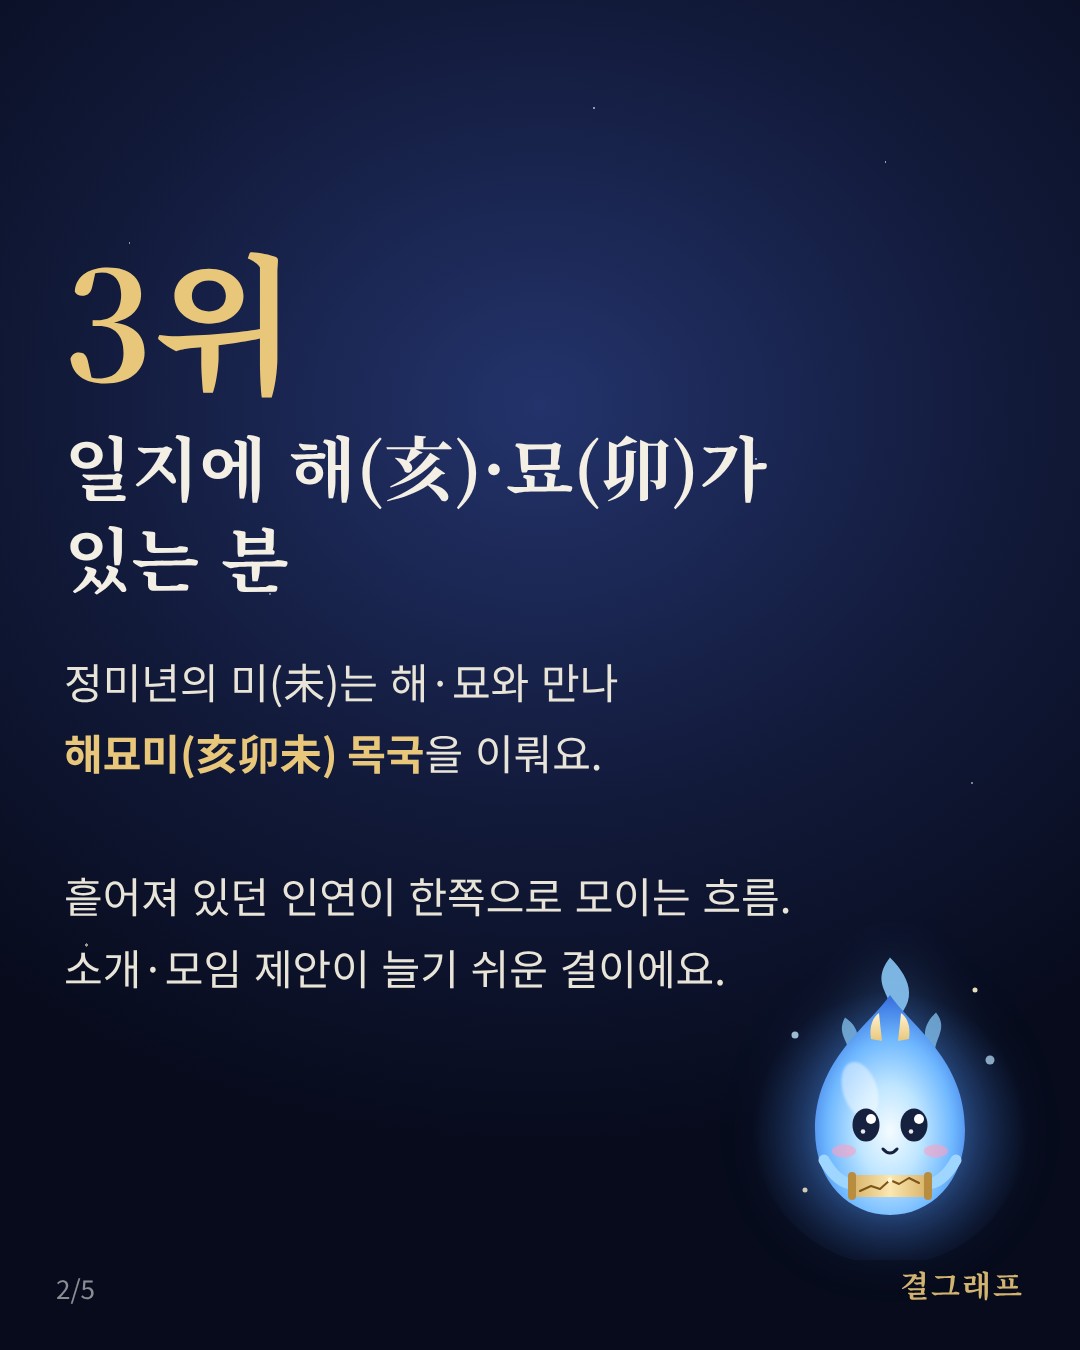 3위
일지에 해(亥)·묘(卯)가
있는 분
정미년의 미(未)는 해·묘와 만나
해묘미(亥卯未) 목국을 이뤄요.
흩어져 있던 인연이 한쪽으로 모이는 흐름.
소개·모임 제안이 늘기 쉬운 결이에요.
2/5
결그래프